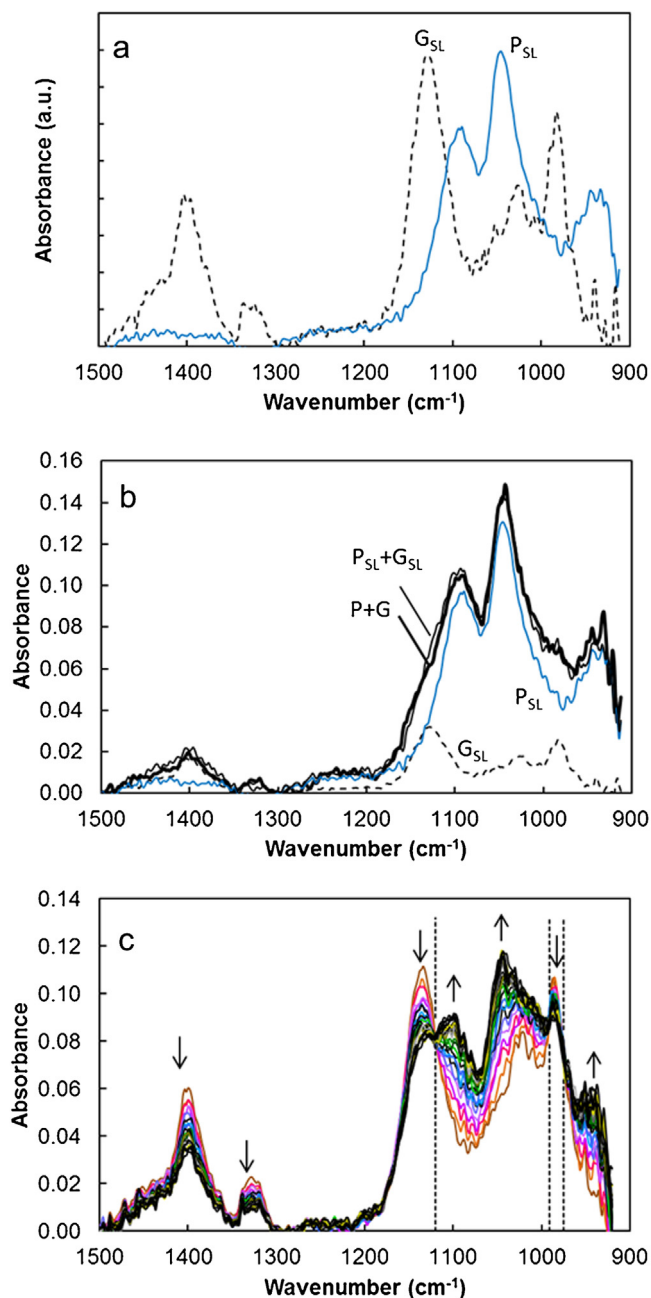 a
G_SL
P_SL
Absorbance (a.u.)
1500 1400 1300 1200 1100 1000 900
Wavenumber (cm⁻¹)
b
0.16
0.14
0.12
0.10
0.08
0.06
0.04
0.02
0.00
Absorbance
P_SL+G_SL
P+G
P_SL
G_SL
1500 1400 1300 1200 1100 1000 900
Wavenumber (cm⁻¹)
c
0.14
0.12
0.10
0.08
0.06
0.04
0.02
0.00
Absorbance
1500 1400 1300 1200 1100 1000 900
Wavenumber (cm⁻¹)